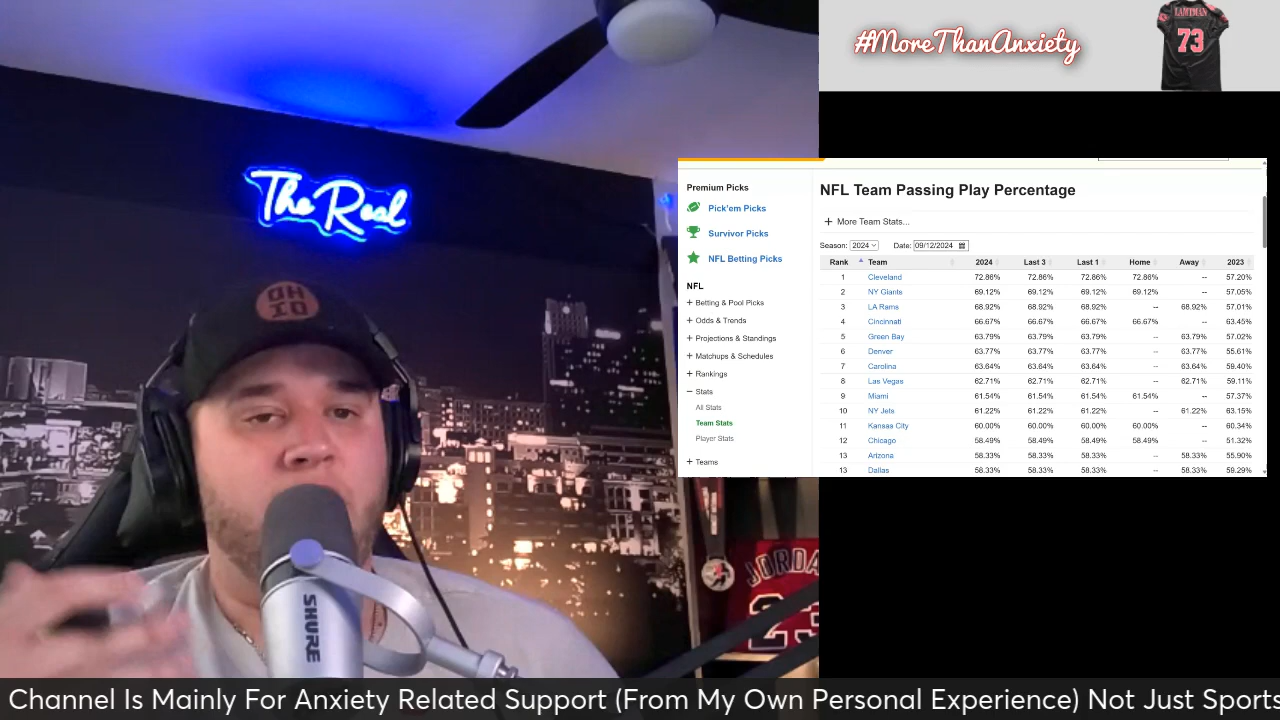 #MoreThanAnxiety
LAMTMAN
73
The Real
OH
IO
SHURE
JORDA
23
Premium Picks
Pick'em Picks
Survivor Picks
NFL Betting Picks
NFL
+ Betting & Pool Picks
+ Odds & Trends
+ Projections & Standings
+ Matchups & Schedules
+ Rankings
− Stats
All Stats
Team Stats
Player Stats
+ Teams
NFL Team Passing Play Percentage
+ More Team Stats...
Season: 2024 Date: 09/12/2024
Rank Team 2024 Last 3 Last 1 Home Away 2023
1 Cleveland 72.86% 72.86% 72.86% 72.86% -- 57.20%
2 NY Giants 69.12% 69.12% 69.12% 69.12% -- 57.05%
3 LA Rams 68.92% 68.92% 68.92% -- 68.92% 57.01%
4 Cincinnati 66.67% 66.67% 66.67% 66.67% -- 63.45%
5 Green Bay 63.79% 63.79% 63.79% -- 63.79% 57.02%
6 Denver 63.77% 63.77% 63.77% -- 63.77% 55.61%
7 Carolina 63.64% 63.64% 63.64% -- 63.64% 59.40%
8 Las Vegas 62.71% 62.71% 62.71% -- 62.71% 59.11%
9 Miami 61.54% 61.54% 61.54% 61.54% -- 57.37%
10 NY Jets 61.22% 61.22% 61.22% -- 61.22% 63.15%
11 Kansas City 60.00% 60.00% 60.00% 60.00% -- 60.34%
12 Chicago 58.49% 58.49% 58.49% 58.49% -- 51.32%
13 Arizona 58.33% 58.33% 58.33% -- 58.33% 55.90%
13 Dallas 58.33% 58.33% 58.33% -- 58.33% 59.29%
Channel Is Mainly For Anxiety Related Support (From My Own Personal Experience) Not Just Sports